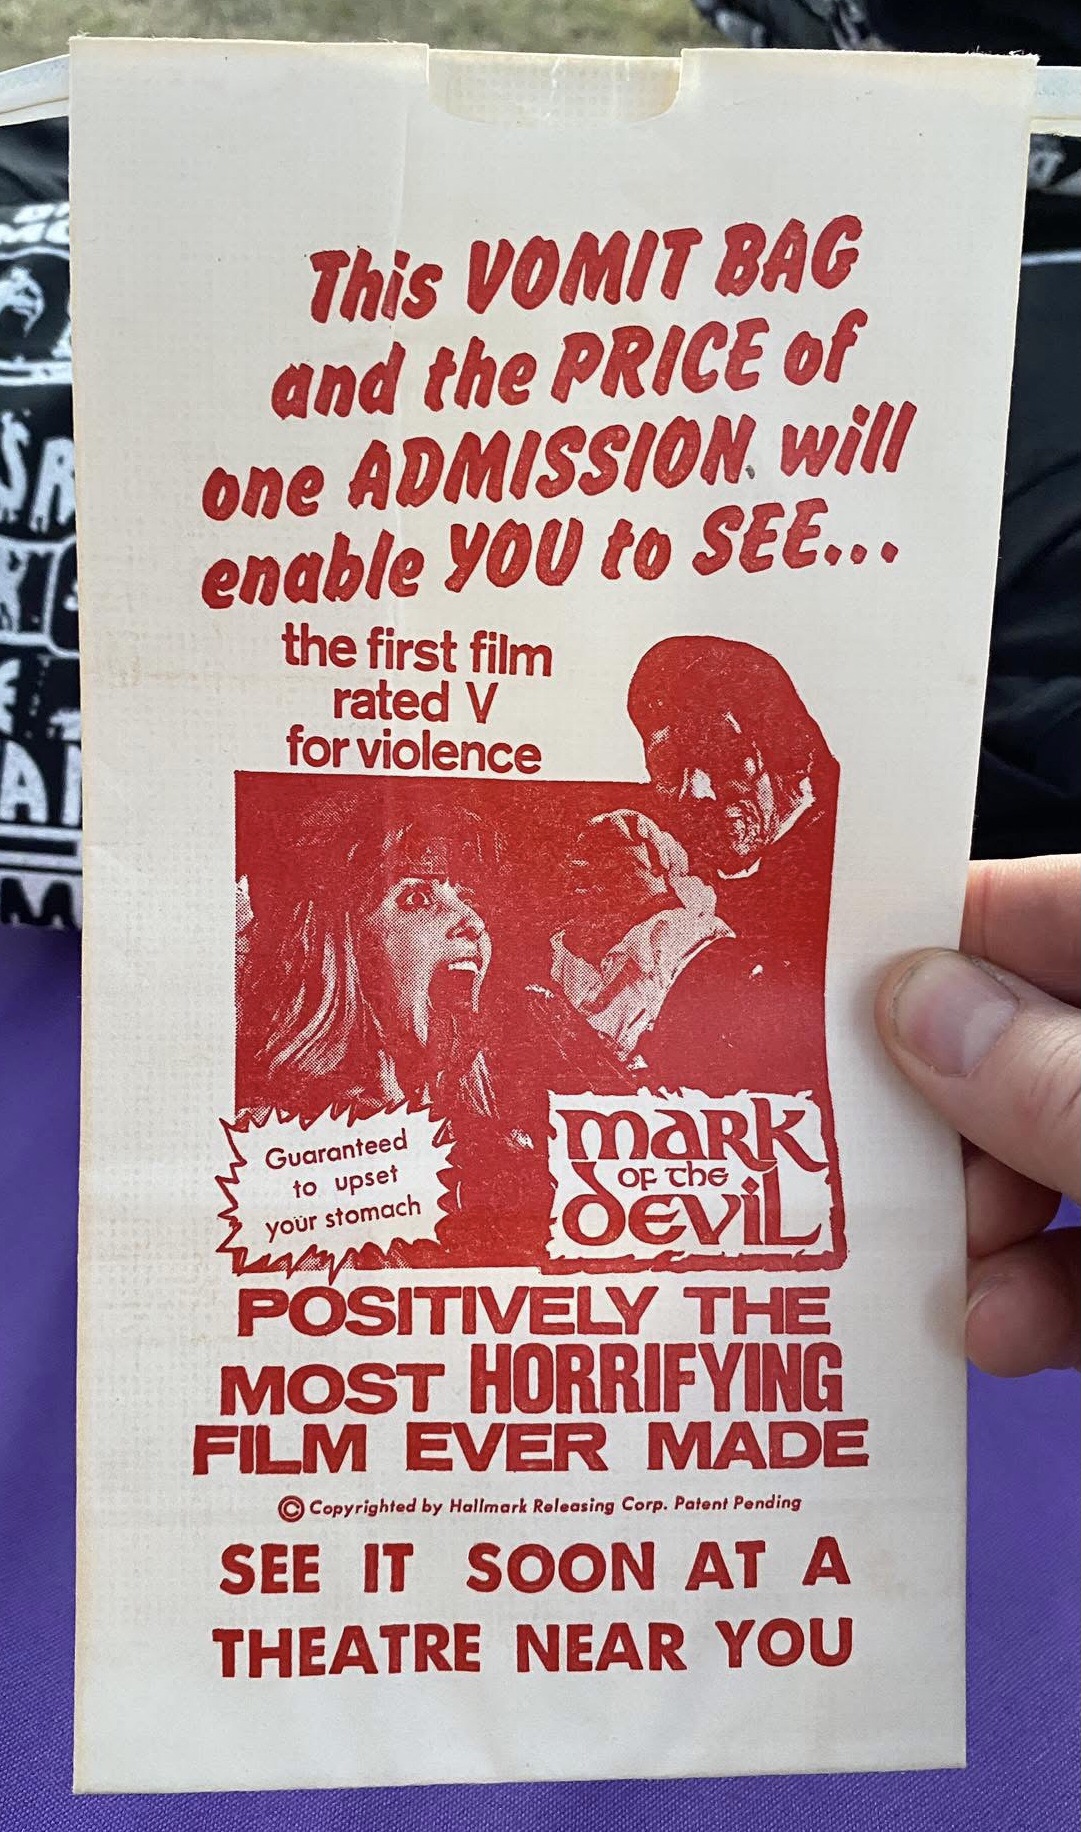 This VOMIT BAG
and the PRICE of
one ADMISSION will
enable YOU to SEE...
the first film
rated V
for violence
Guaranteed
to upset
your stomach
mark
of the
devil
POSITIVELY THE
MOST HORRIFYING
FILM EVER MADE
© Copyrighted by Hallmark Releasing Corp. Patent Pending
SEE IT SOON AT A
THEATRE NEAR YOU